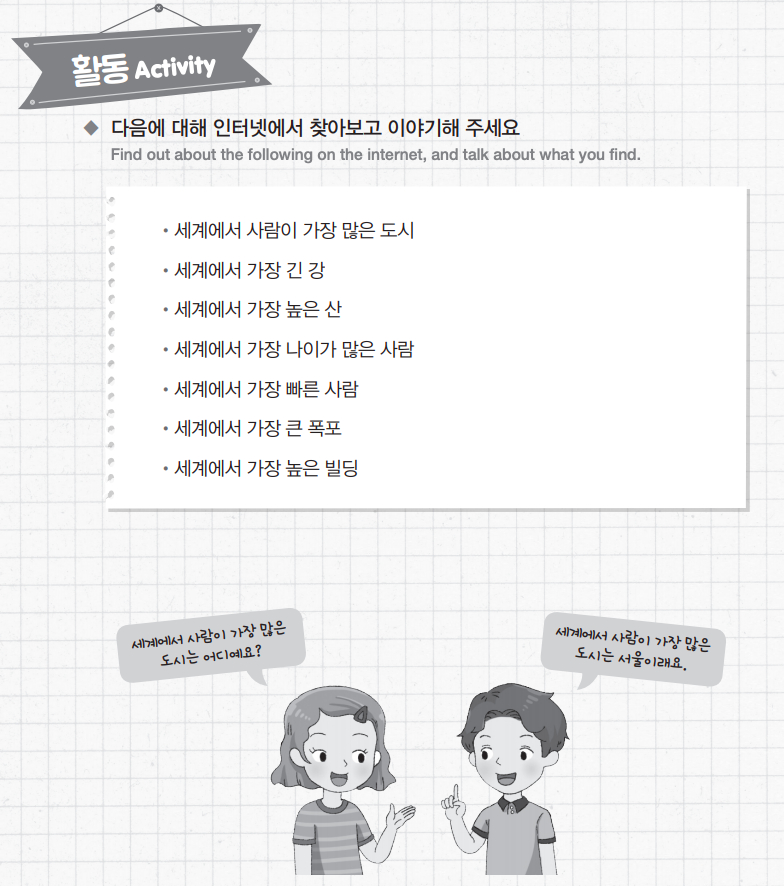 활동 Activity
◆ 다음에 대해 인터넷에서 찾아보고 이야기해 주세요
Find out about the following on the internet, and talk about what you find.
• 세계에서 사람이 가장 많은 도시
• 세계에서 가장 긴 강
• 세계에서 가장 높은 산
• 세계에서 가장 나이가 많은 사람
• 세계에서 가장 빠른 사람
• 세계에서 가장 큰 폭포
• 세계에서 가장 높은 빌딩
세계에서 사람이 가장 많은
도시는 어디예요?
세계에서 사람이 가장 많은
도시는 서울이래요.